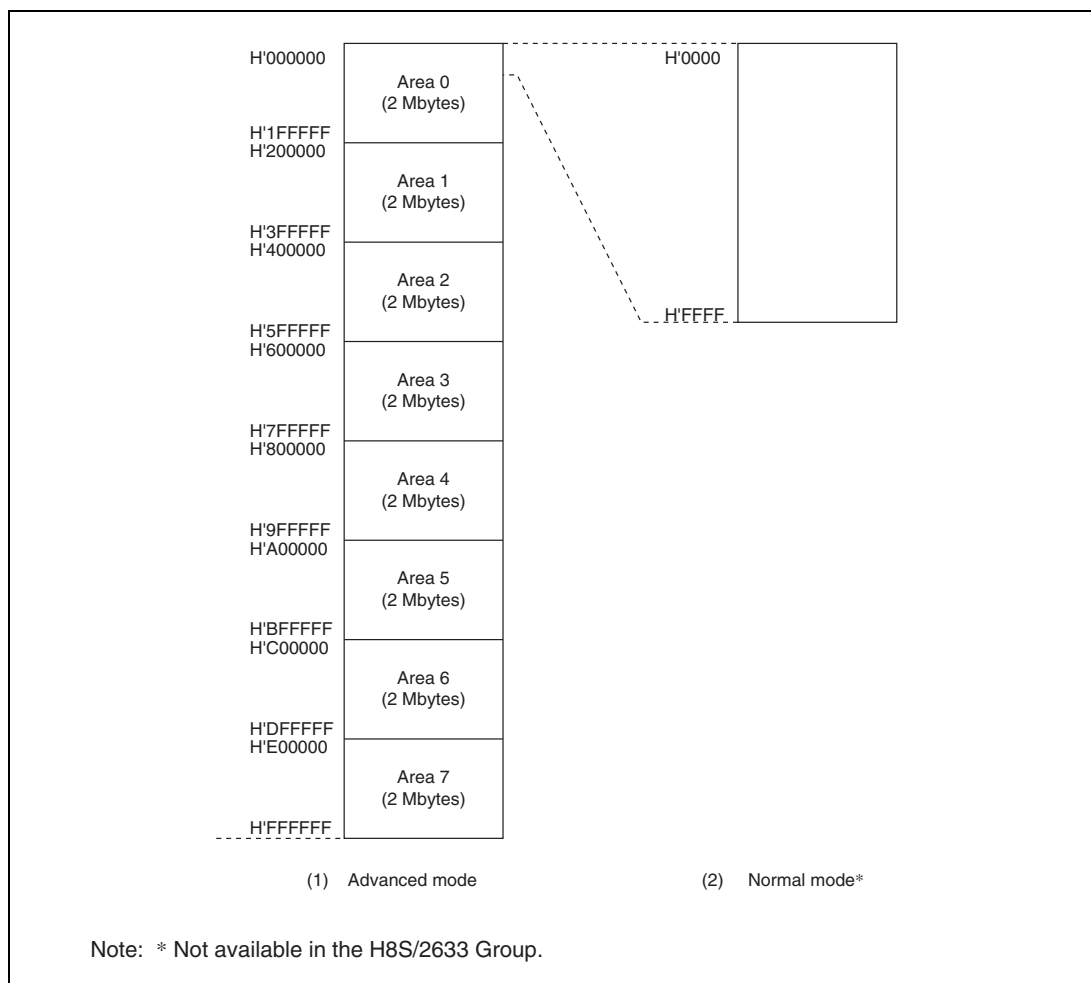 H'000000
Area 0
(2 Mbytes)
H'1FFFFF
H'200000
Area 1
(2 Mbytes)
H'3FFFFF
H'400000
Area 2
(2 Mbytes)
H'5FFFFF
H'600000
Area 3
(2 Mbytes)
H'7FFFFF
H'800000
Area 4
(2 Mbytes)
H'9FFFFF
H'A00000
Area 5
(2 Mbytes)
H'BFFFFF
H'C00000
Area 6
(2 Mbytes)
H'DFFFFF
H'E00000
Area 7
(2 Mbytes)
H'FFFFFF
(1) Advanced mode
H'0000
H'FFFF
(2) Normal mode*
Note: * Not available in the H8S/2633 Group.